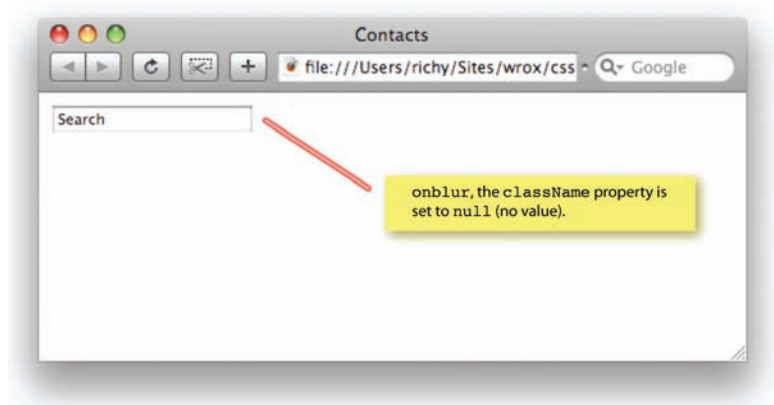 Contacts
file:///Users/richy/Sites/wrox/css
Google
Search
onblur, the className property is
set to null (no value).